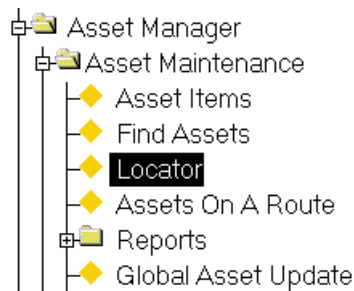 Asset Manager
Asset Maintenance
Asset Items
Find Assets
Locator
Assets On A Route
Reports
Global Asset Update